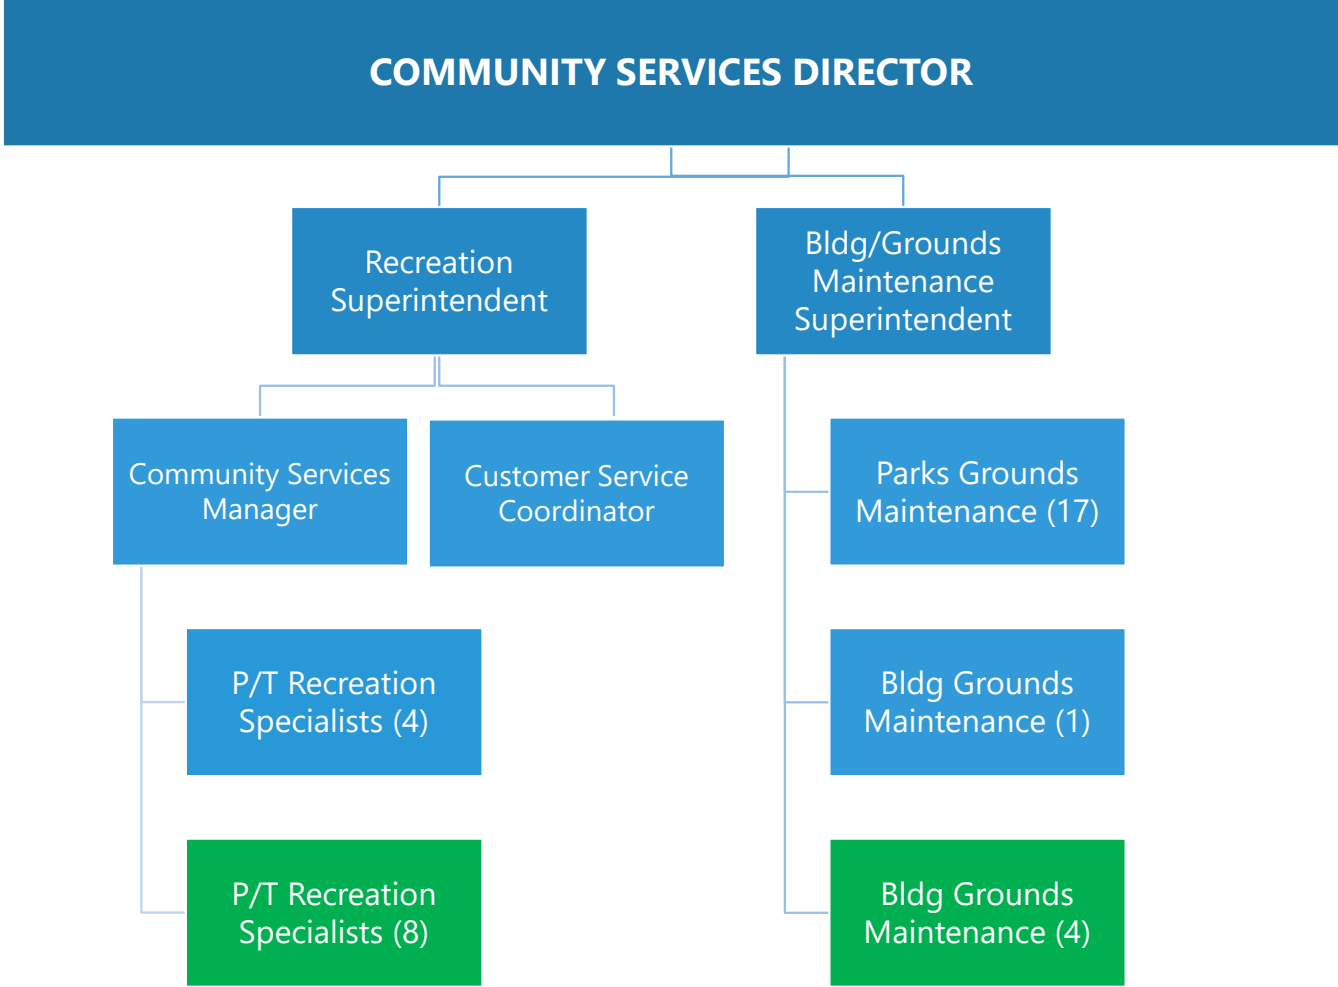 COMMUNITY SERVICES DIRECTOR
Recreation
Superintendent
Bldg/Grounds
Maintenance
Superintendent
Community Services
Manager
Customer Service
Coordinator
Parks Grounds
Maintenance (17)
P/T Recreation
Specialists (4)
Bldg Grounds
Maintenance (1)
P/T Recreation
Specialists (8)
Bldg Grounds
Maintenance (4)